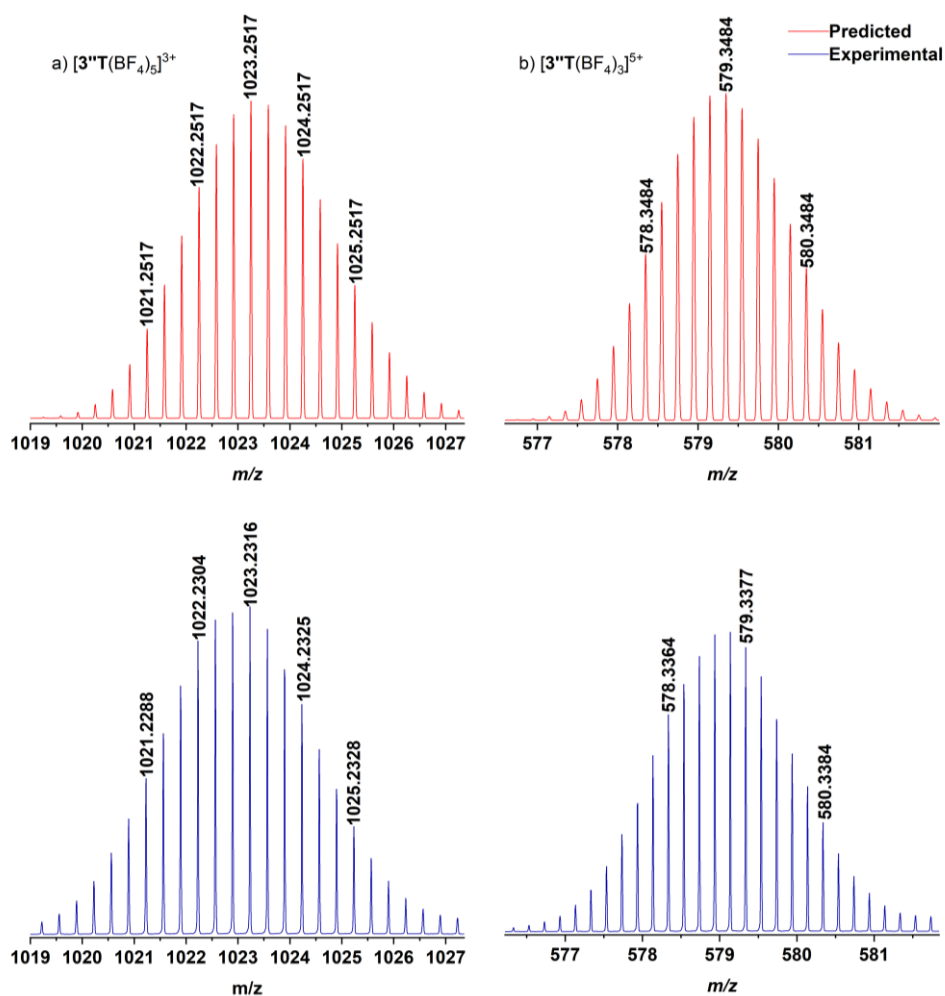 a) [3"T(BF₄)₅]³⁺
b) [3"T(BF₄)₃]⁵⁺
Predicted
Experimental
1021.2517
1022.2517
1023.2517
1024.2517
1025.2517
1019 1020 1021 1022 1023 1024 1025 1026 1027
m/z
578.3484
579.3484
580.3484
577 578 579 580 581
m/z
1021.2288
1022.2304
1023.2316
1024.2325
1025.2328
1019 1020 1021 1022 1023 1024 1025 1026 1027
m/z
578.3364
579.3377
580.3384
577 578 579 580 581
m/z